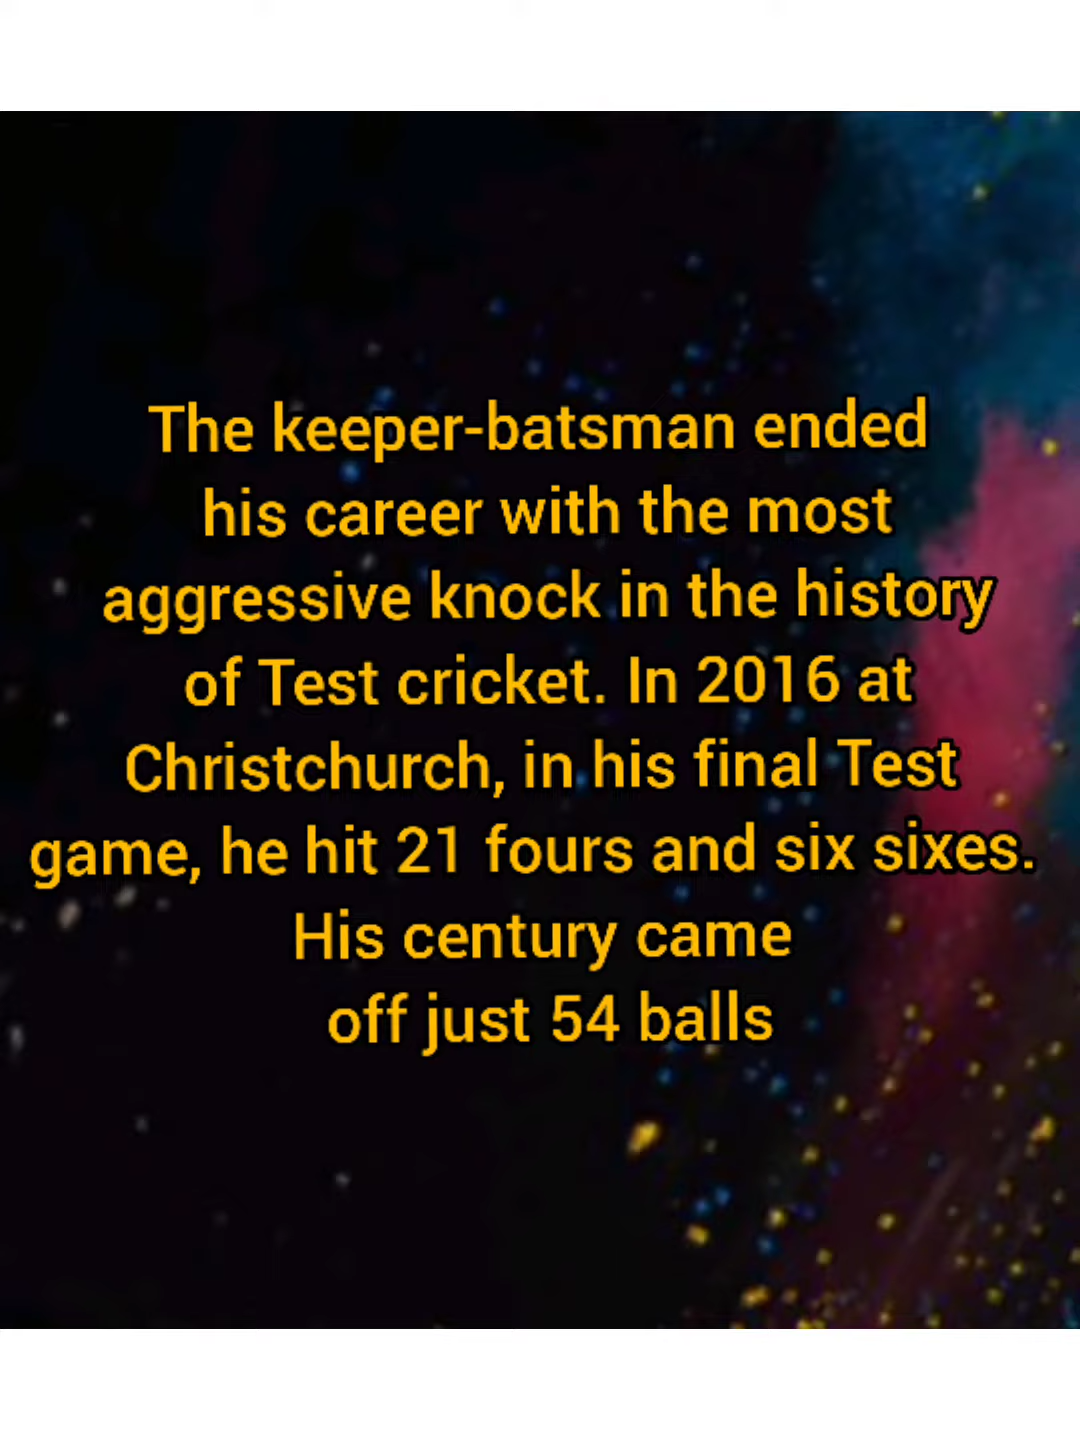 The keeper-batsman ended
his career with the most
aggressive knock in the history
of Test cricket. In 2016 at
Christchurch, in his final Test
game, he hit 21 fours and six sixes.
His century came
off just 54 balls